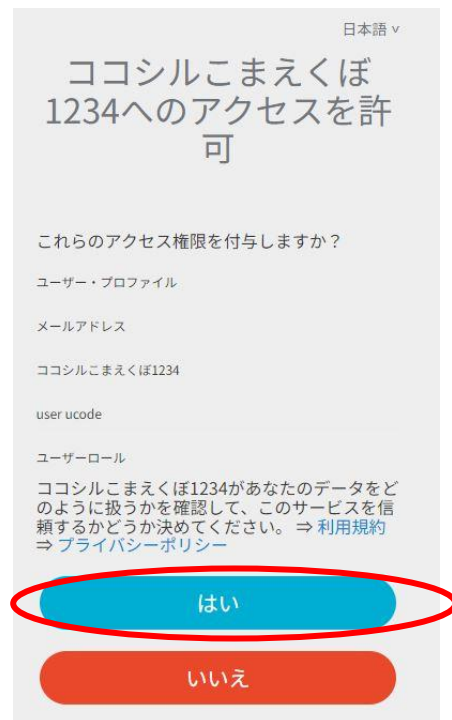 日本語 ˅
ココシルこまえくぼ
1234へのアクセスを許
可
これらのアクセス権限を付与しますか？
ユーザー・プロファイル
メールアドレス
ココシルこまえくぼ1234
user ucode
ユーザーロール
ココシルこまえくぼ1234があなたのデータをど
のように扱うかを確認して、このサービスを信
頼するかどうか決めてください。 ⇒ 利用規約
⇒ プライバシーポリシー
はい
いいえ